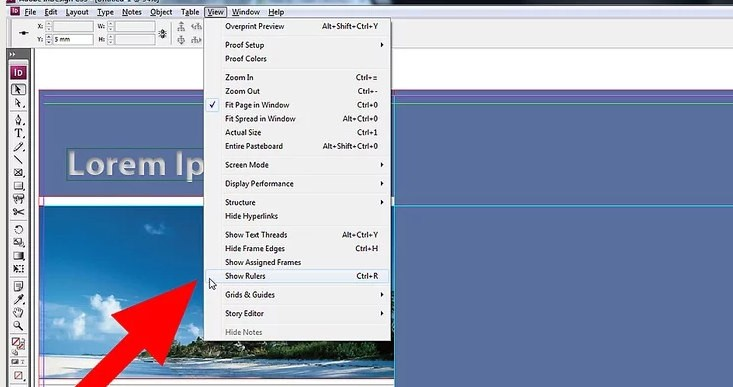 File Edit Layout Type Notes Object Table View Window Help
X: W:
Y: 5 mm H:
Overprint Preview Alt+Shift+Ctrl+Y
Proof Setup
Proof Colors
Zoom In Ctrl+=
Zoom Out Ctrl+-
Fit Page in Window Ctrl+0
Fit Spread in Window Alt+Ctrl+0
Actual Size Ctrl+1
Entire Pasteboard Alt+Shift+Ctrl+0
Screen Mode
Display Performance
Structure
Hide Hyperlinks
Show Text Threads Alt+Ctrl+Y
Hide Frame Edges Ctrl+H
Show Assigned Frames
Show Rulers Ctrl+R
Grids & Guides
Story Editor
Hide Notes
ID
Lorem Ip